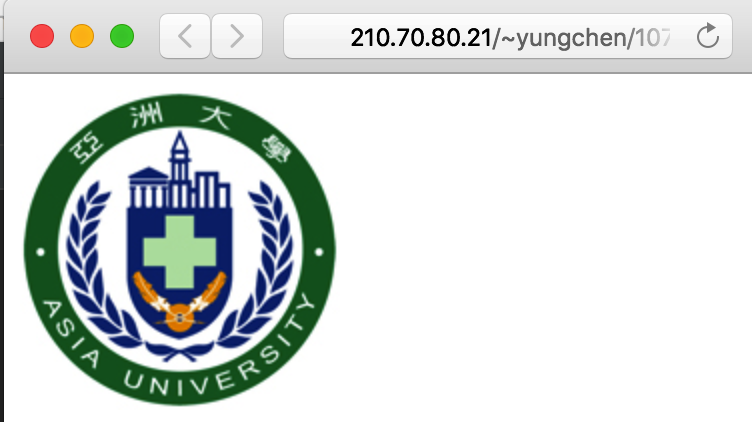 210.70.80.21/~yungchen/107
亞洲大學
ASIA UNIVERSITY